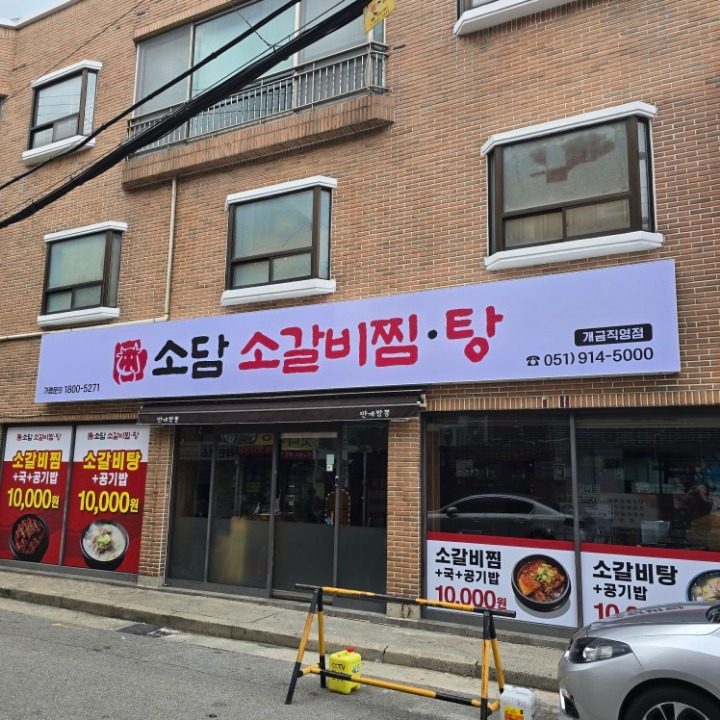 소담 소갈비찜·탕
개금직영점
가맹문의 1800-5271
☎ 051) 914-5000
소담 소갈비찜·탕
소갈비찜
+국+공기밥
10,000원
소담 소갈비찜·탕
소갈비탕
+공기밥
10,000원
소갈비찜
+국+공기밥
10,000원
소갈비탕
+공기밥
CCTV